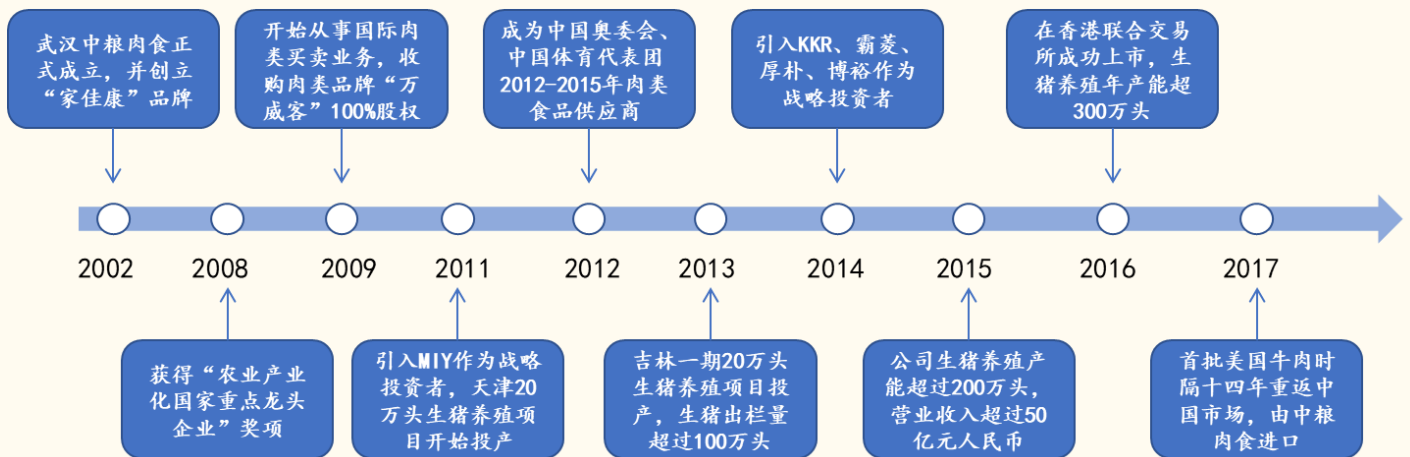 武汉中粮肉食正
式成立，并创立
“家佳康”品牌
开始从事国际肉
类买卖业务，收
购肉类品牌“万
威客”100%股权
成为中国奥委会、
中国体育代表团
2012-2015年肉类
食品供应商
引入KKR、霸菱、
厚朴、博裕作为
战略投资者
在香港联合交易
所成功上市，生
猪养殖年产能超
300万头
2002
2008
2009
2011
2012
2013
2014
2015
2016
2017
获得“农业产业
化国家重点龙头
企业”奖项
引入MIY作为战略
投资者，天津20
万头生猪养殖项
目开始投产
吉林一期20万头
生猪养殖项目投
产，生猪出栏量
超过100万头
公司生猪养殖产
能超过200万头，
营业收入超过50
亿元人民币
首批美国牛肉时
隔十四年重返中
国市场，由中粮
肉食进口